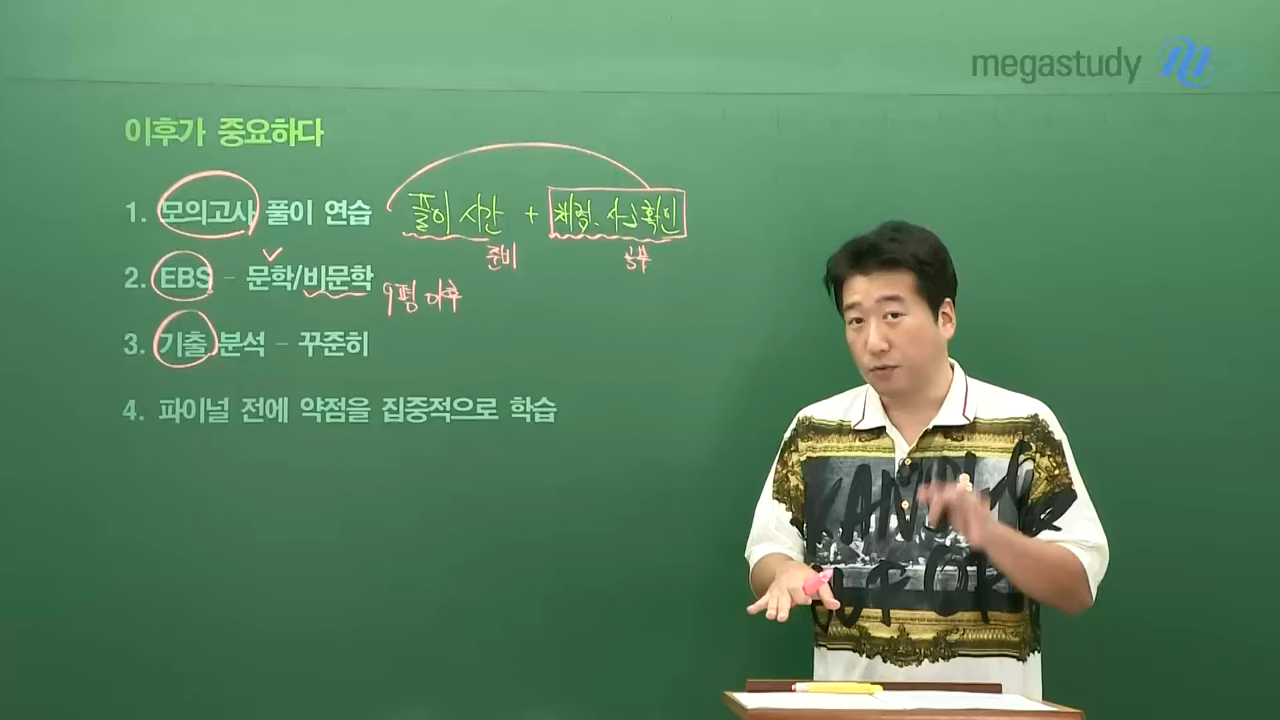 megastudy
이후가 중요하다
1. 모의고사 풀이 연습 풀이 시간 + 채점, 사고확인
준비 공부
2. EBS - 문학/비문학 9평 이후
3. 기출 분석 - 꾸준히
4. 파이널 전에 약점을 집중적으로 학습